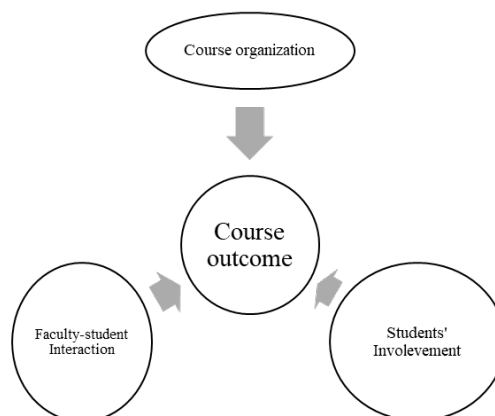 Course organization
Course
outcome
Faculty-student
Interaction
Students'
Involevement